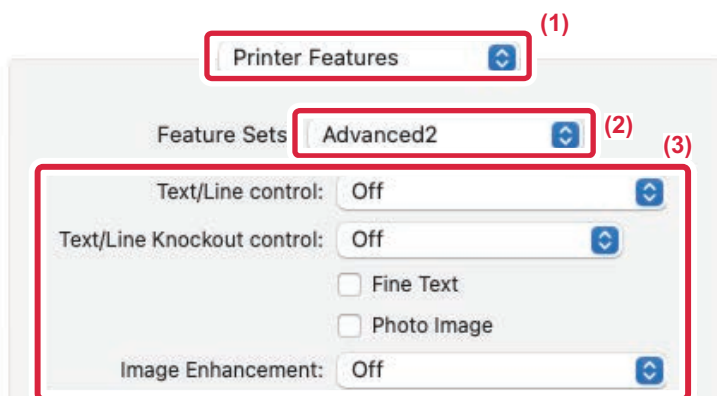 (1)
Printer Features
Feature Sets Advanced2 (2)
(3)
Text/Line control: Off
Text/Line Knockout control: Off
Fine Text
Photo Image
Image Enhancement: Off